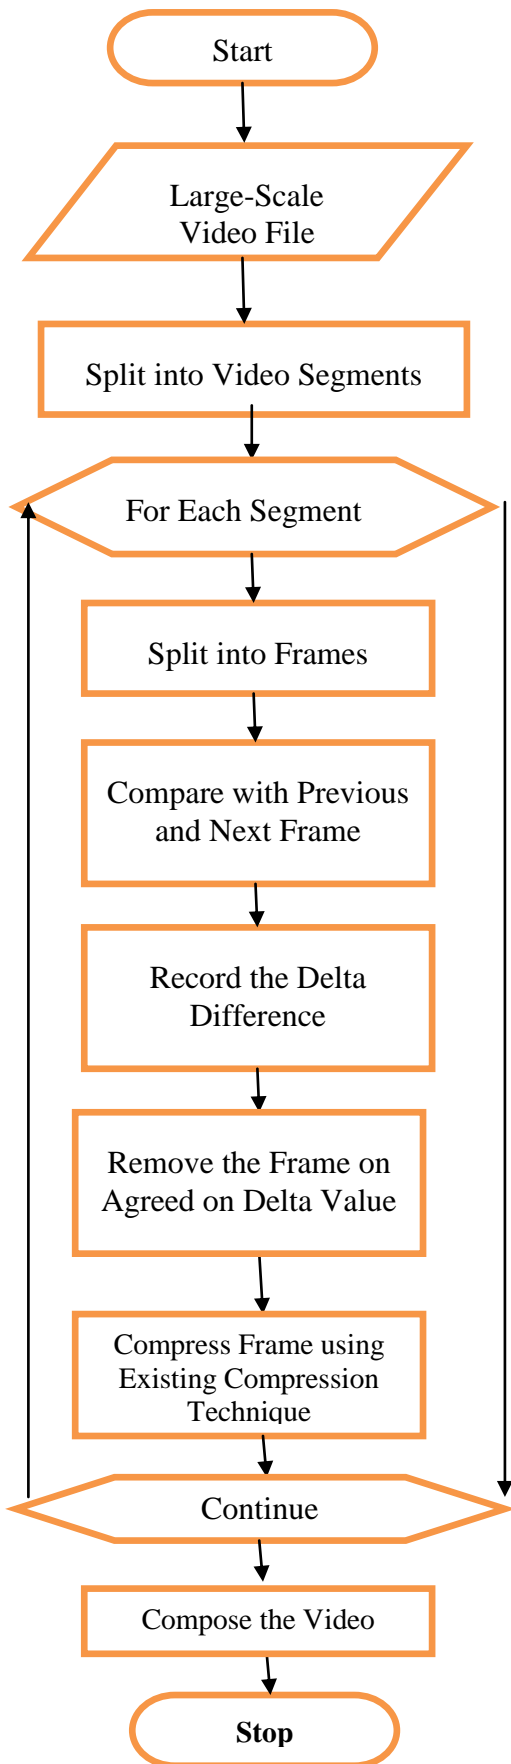 Start
Large-Scale
Video File
Split into Video Segments
For Each Segment
Split into Frames
Compare with Previous
and Next Frame
Record the Delta
Difference
Remove the Frame on
Agreed on Delta Value
Compress Frame using
Existing Compression
Technique
Continue
Compose the Video
Stop